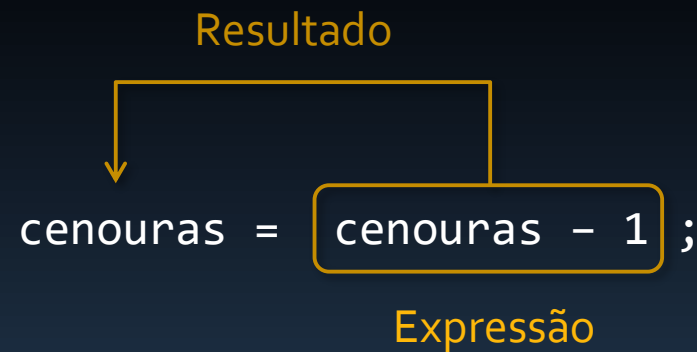 Resultado
cenouras = cenouras – 1 ;
Expressão